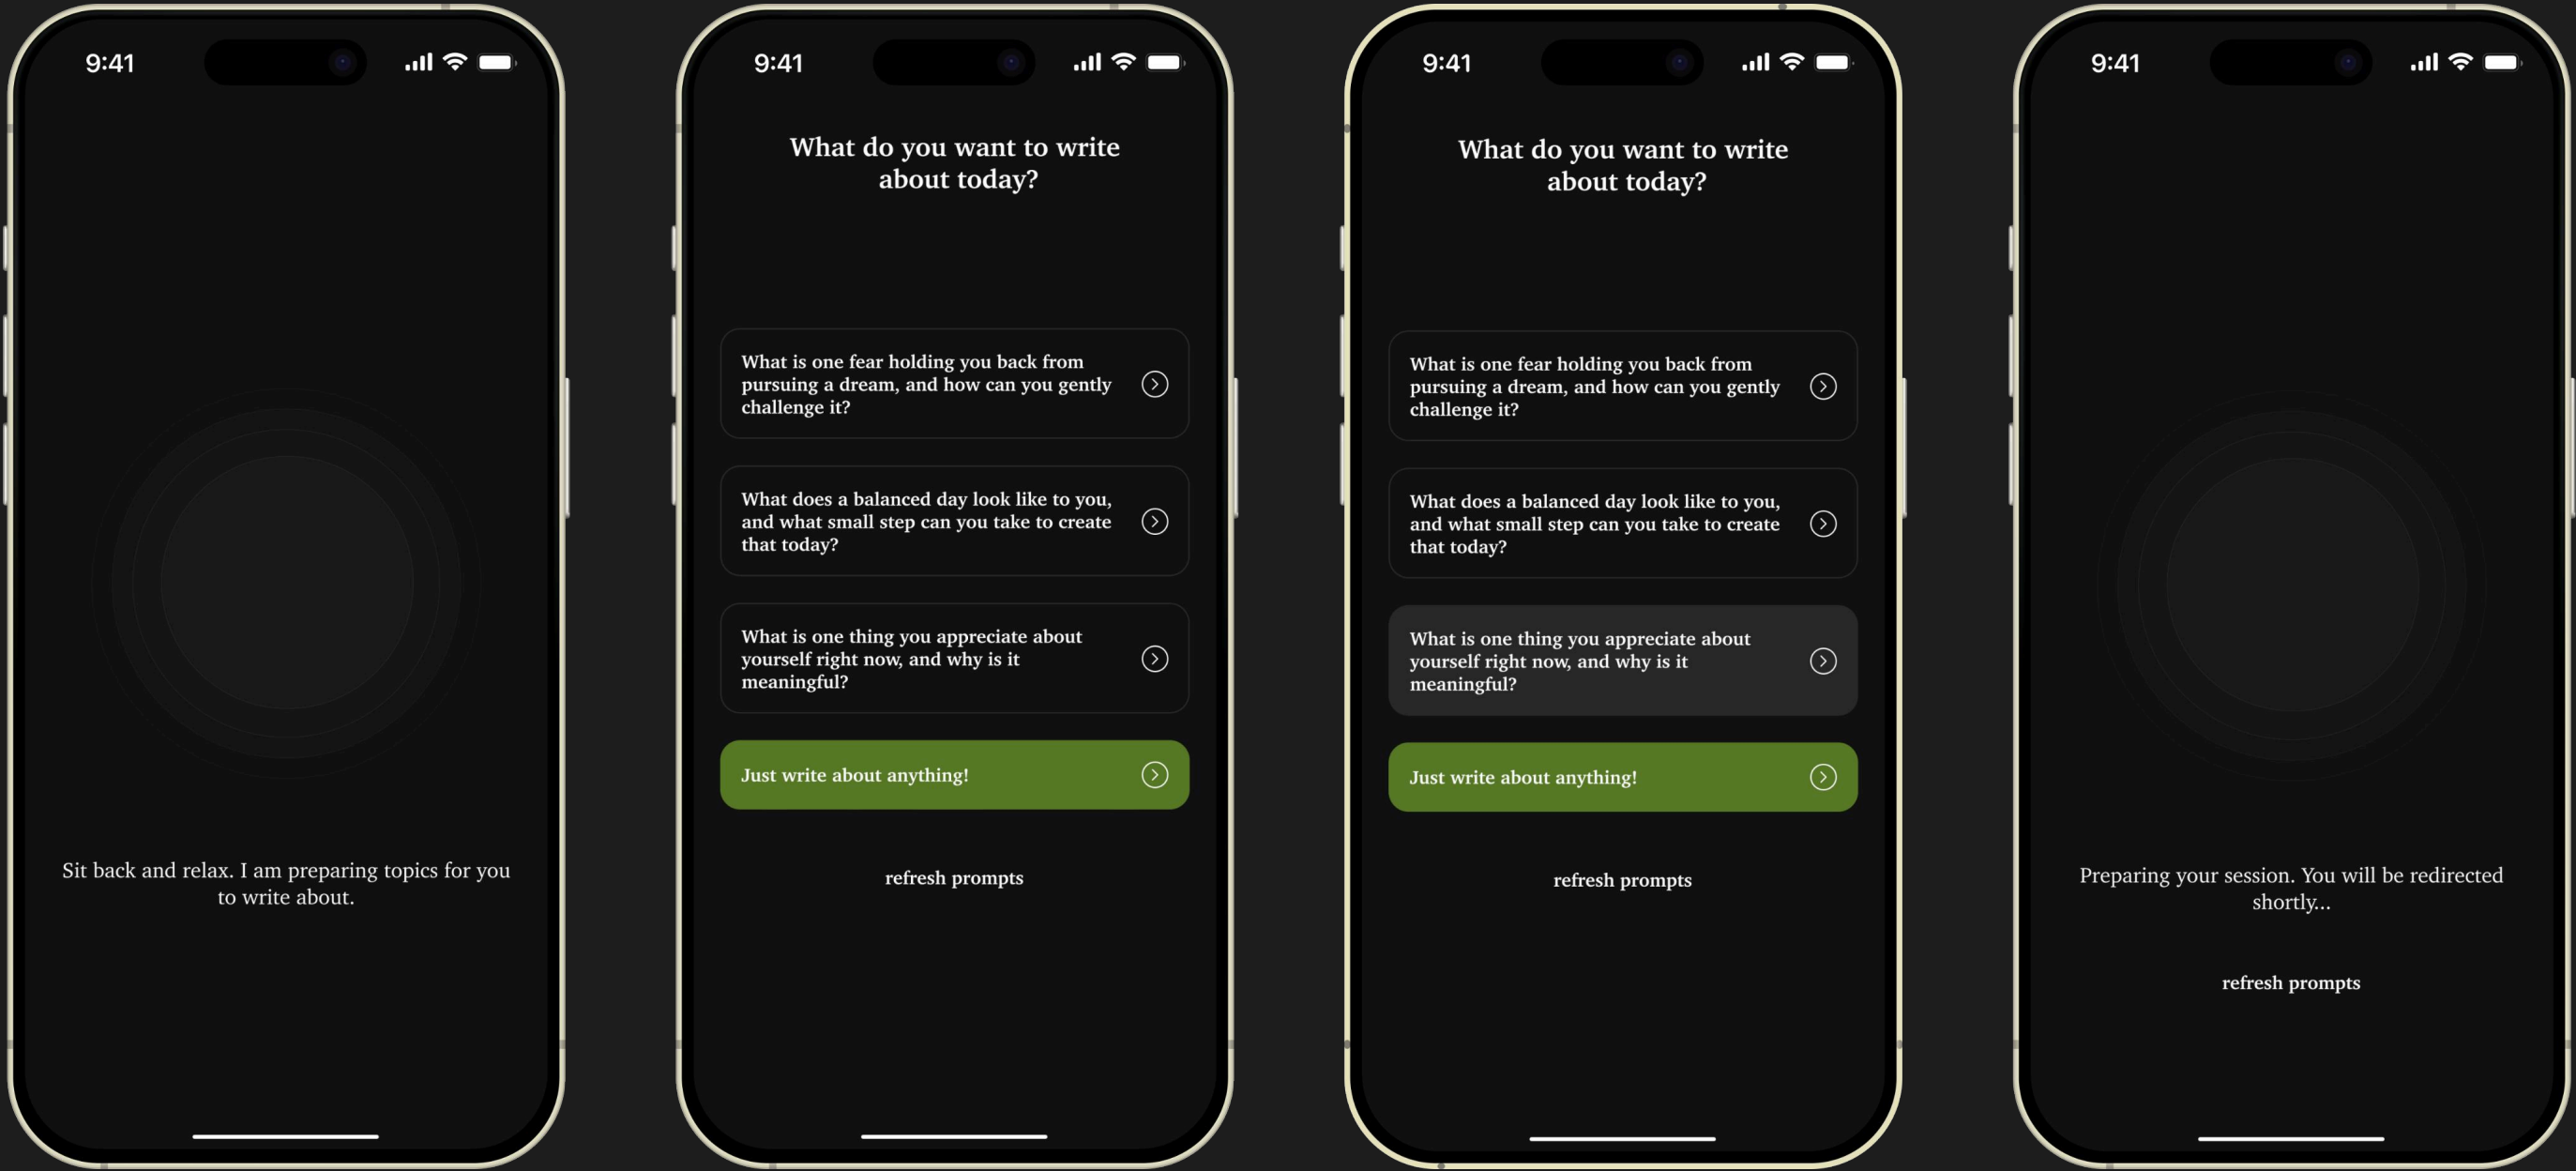 9:41
Sit back and relax. I am preparing topics for you
to write about.
9:41
What do you want to write
about today?
What is one fear holding you back from
pursuing a dream, and how can you gently
challenge it?
What does a balanced day look like to you,
and what small step can you take to create
that today?
What is one thing you appreciate about
yourself right now, and why is it
meaningful?
Just write about anything!
refresh prompts
9:41
What do you want to write
about today?
What is one fear holding you back from
pursuing a dream, and how can you gently
challenge it?
What does a balanced day look like to you,
and what small step can you take to create
that today?
What is one thing you appreciate about
yourself right now, and why is it
meaningful?
Just write about anything!
refresh prompts
9:41
Preparing your session. You will be redirected
shortly...
refresh prompts